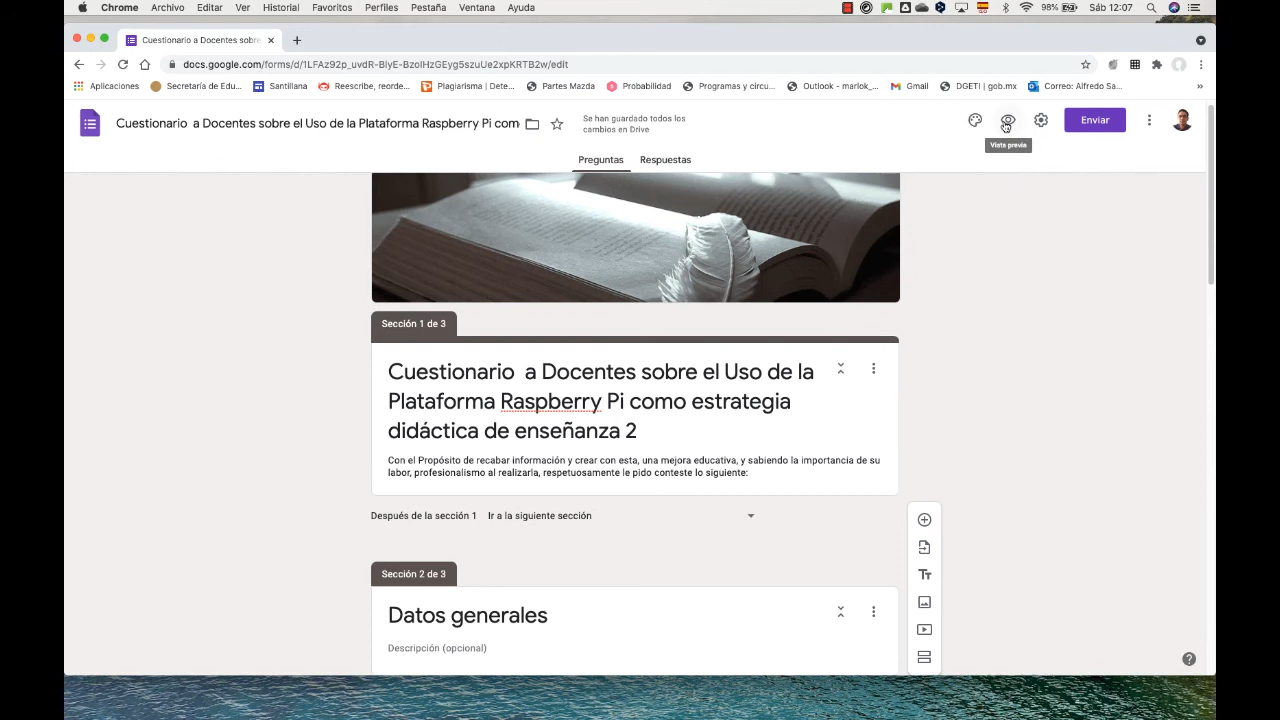 Chrome Archivo Editar Ver Historial Favoritos Perfiles Pestaña Ventana Ayuda 98% Sáb 12:07
Cuestionario a Docentes sobre
docs.google.com/forms/d/1LFAz92p_uvdR-BlyE-BzoIHzGEyg5szuUe2xpKRTB2w/edit
Aplicaciones Secretaría de Edu... Santillana Reescribe, reorde... Plagiarisma | Dete... Partes Mazda Probabilidad Programas y circu... Outlook - marlok_... Gmail DGETI | gob.mx Correo: Alfredo Sa... »
Cuestionario a Docentes sobre el Uso de la Plataforma Raspberry Pi com
Se han guardado todos los
cambios en Drive
Enviar
Vista previa
Preguntas Respuestas
Sección 1 de 3
Cuestionario a Docentes sobre el Uso de la
Plataforma Raspberry Pi como estrategia
didáctica de enseñanza 2
Con el Propósito de recabar información y crear con esta, una mejora educativa, y sabiendo la importancia de su
labor, profesionalismo al realizarla, respetuosamente le pido conteste lo siguiente:
Después de la sección 1 Ir a la siguiente sección
Sección 2 de 3
Datos generales
Descripción (opcional)